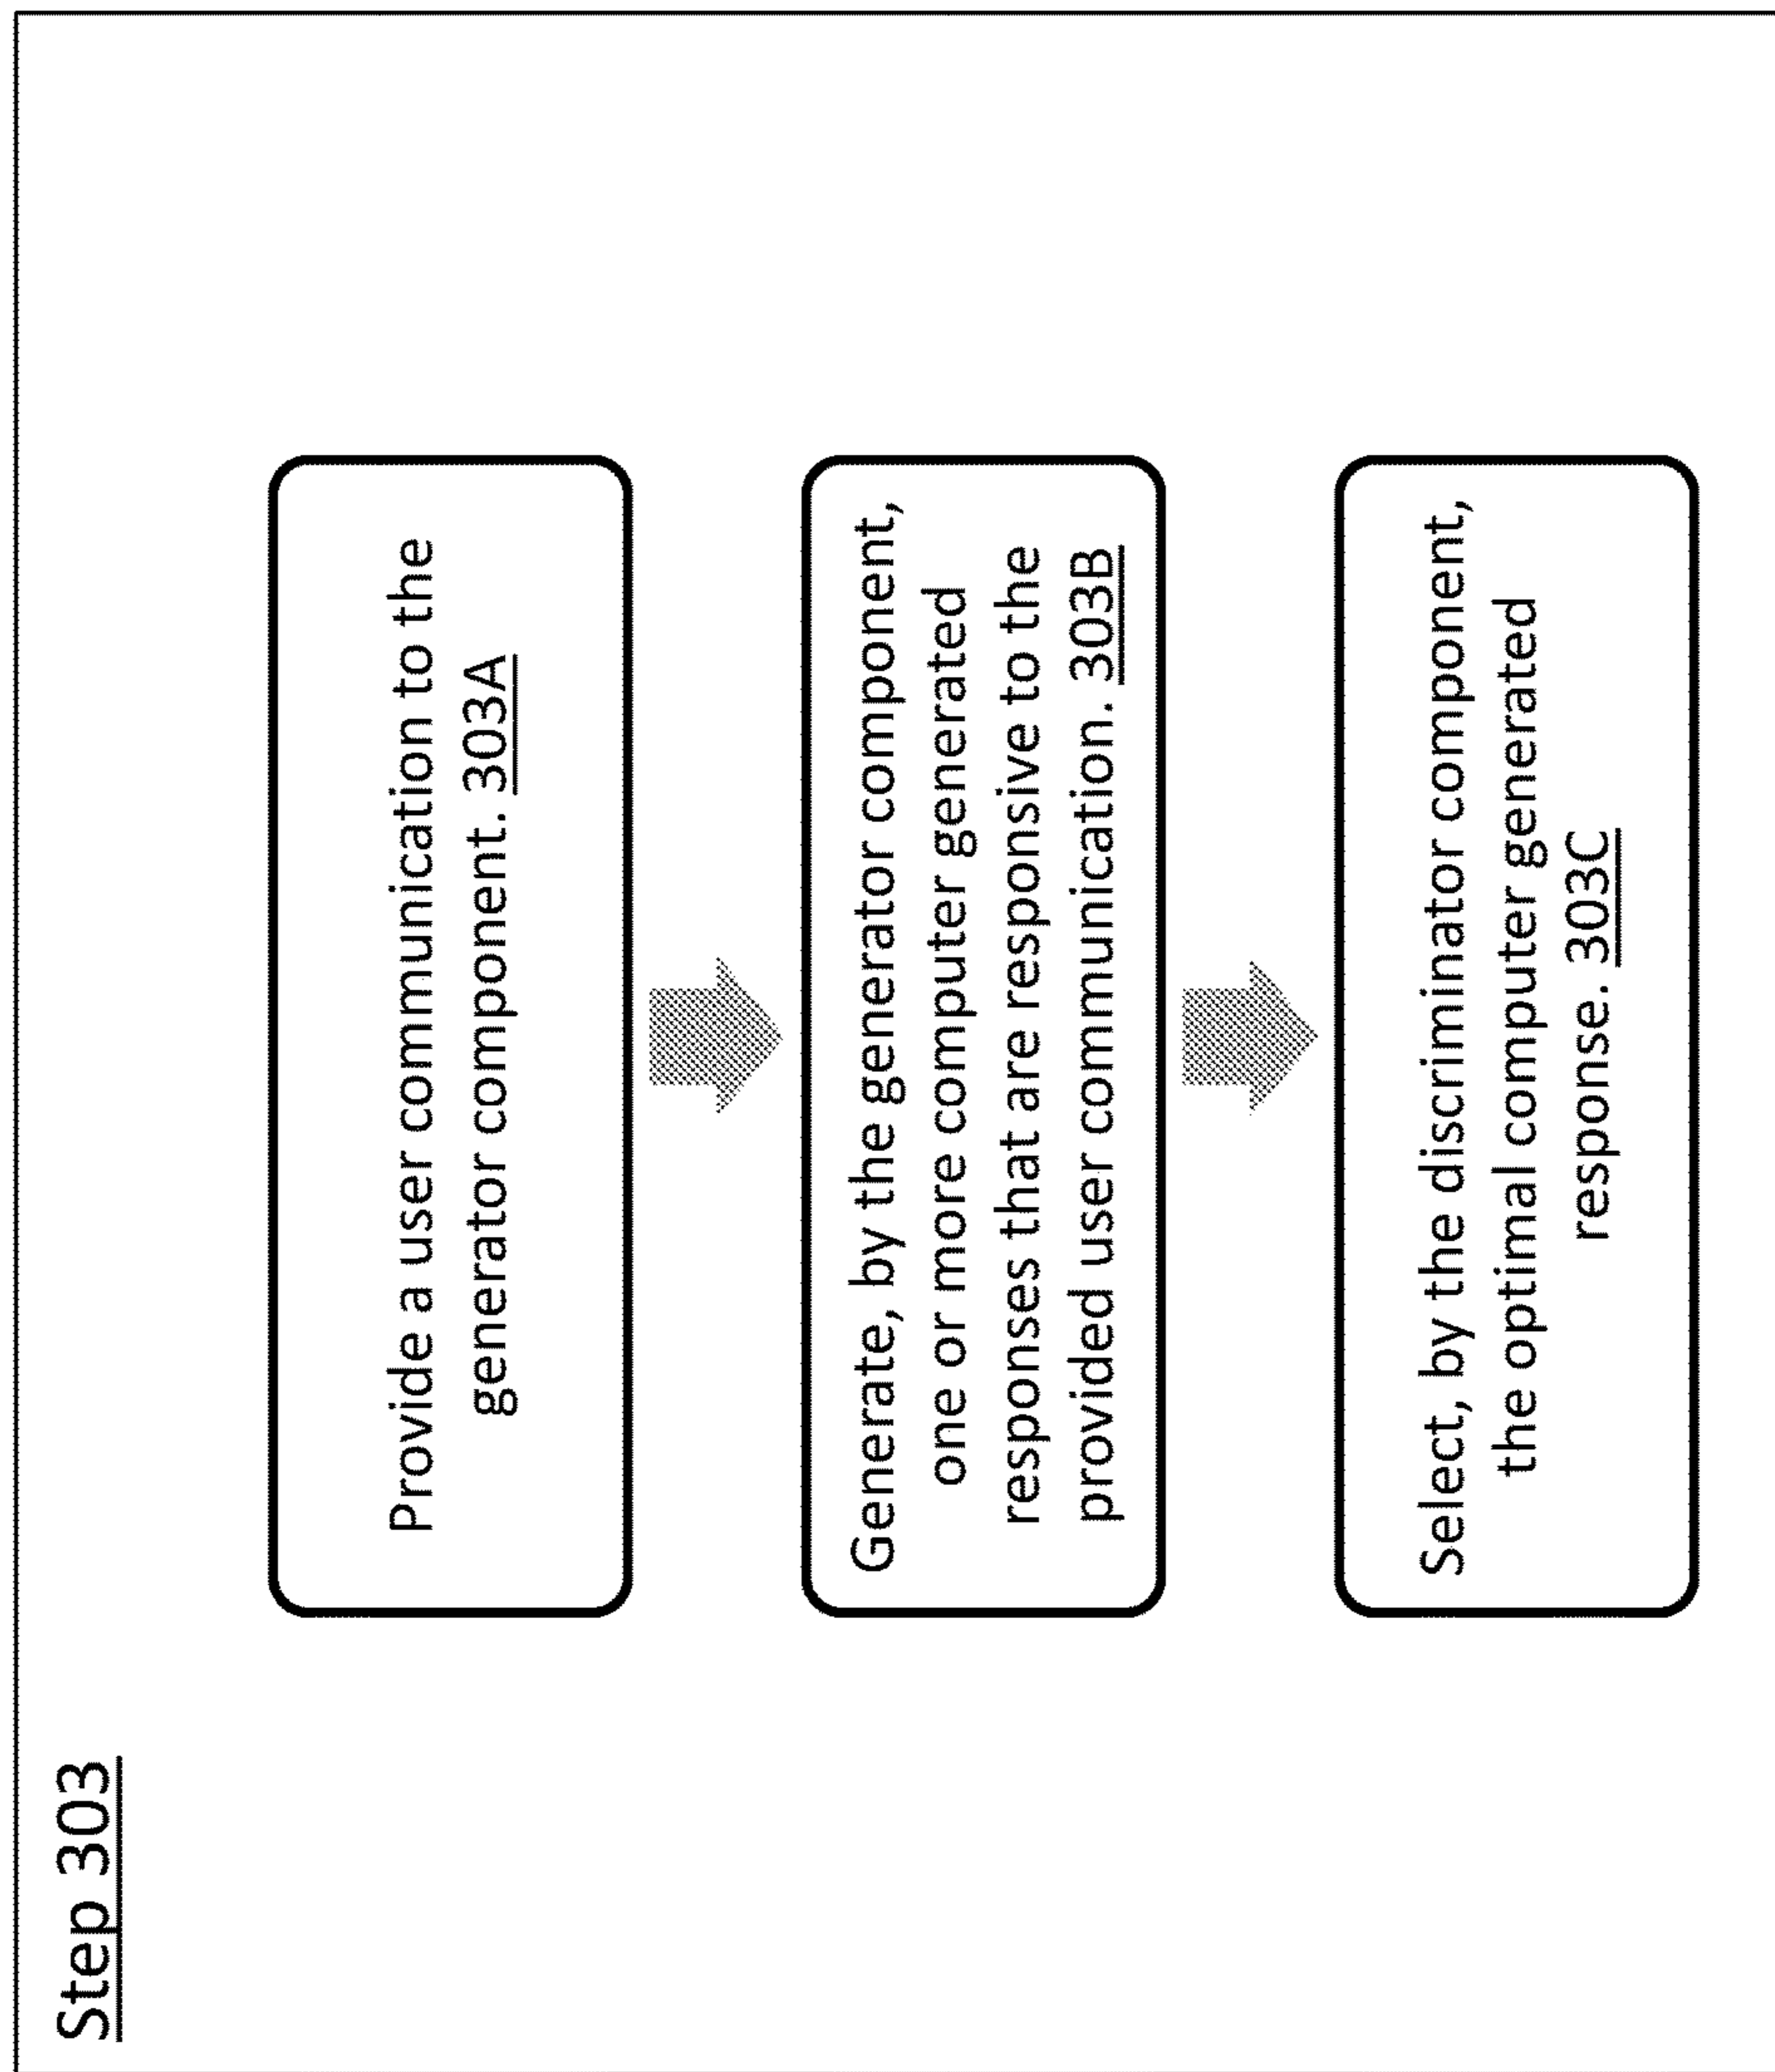 Step 303
Provide a user communication to the
generator component. 303A
Generate, by the generator component,
one or more computer generated
responses that are responsive to the
provided user communication. 303B
Select, by the discriminator component,
the optimal computer generated
response. 303C